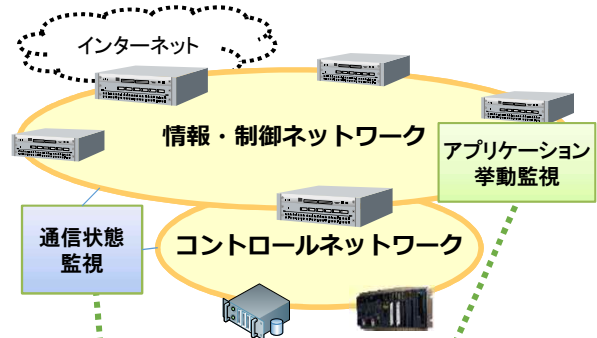 インターネット
情報・制御ネットワーク
アプリケーション
挙動監視
通信状態
監視
コントロールネットワーク